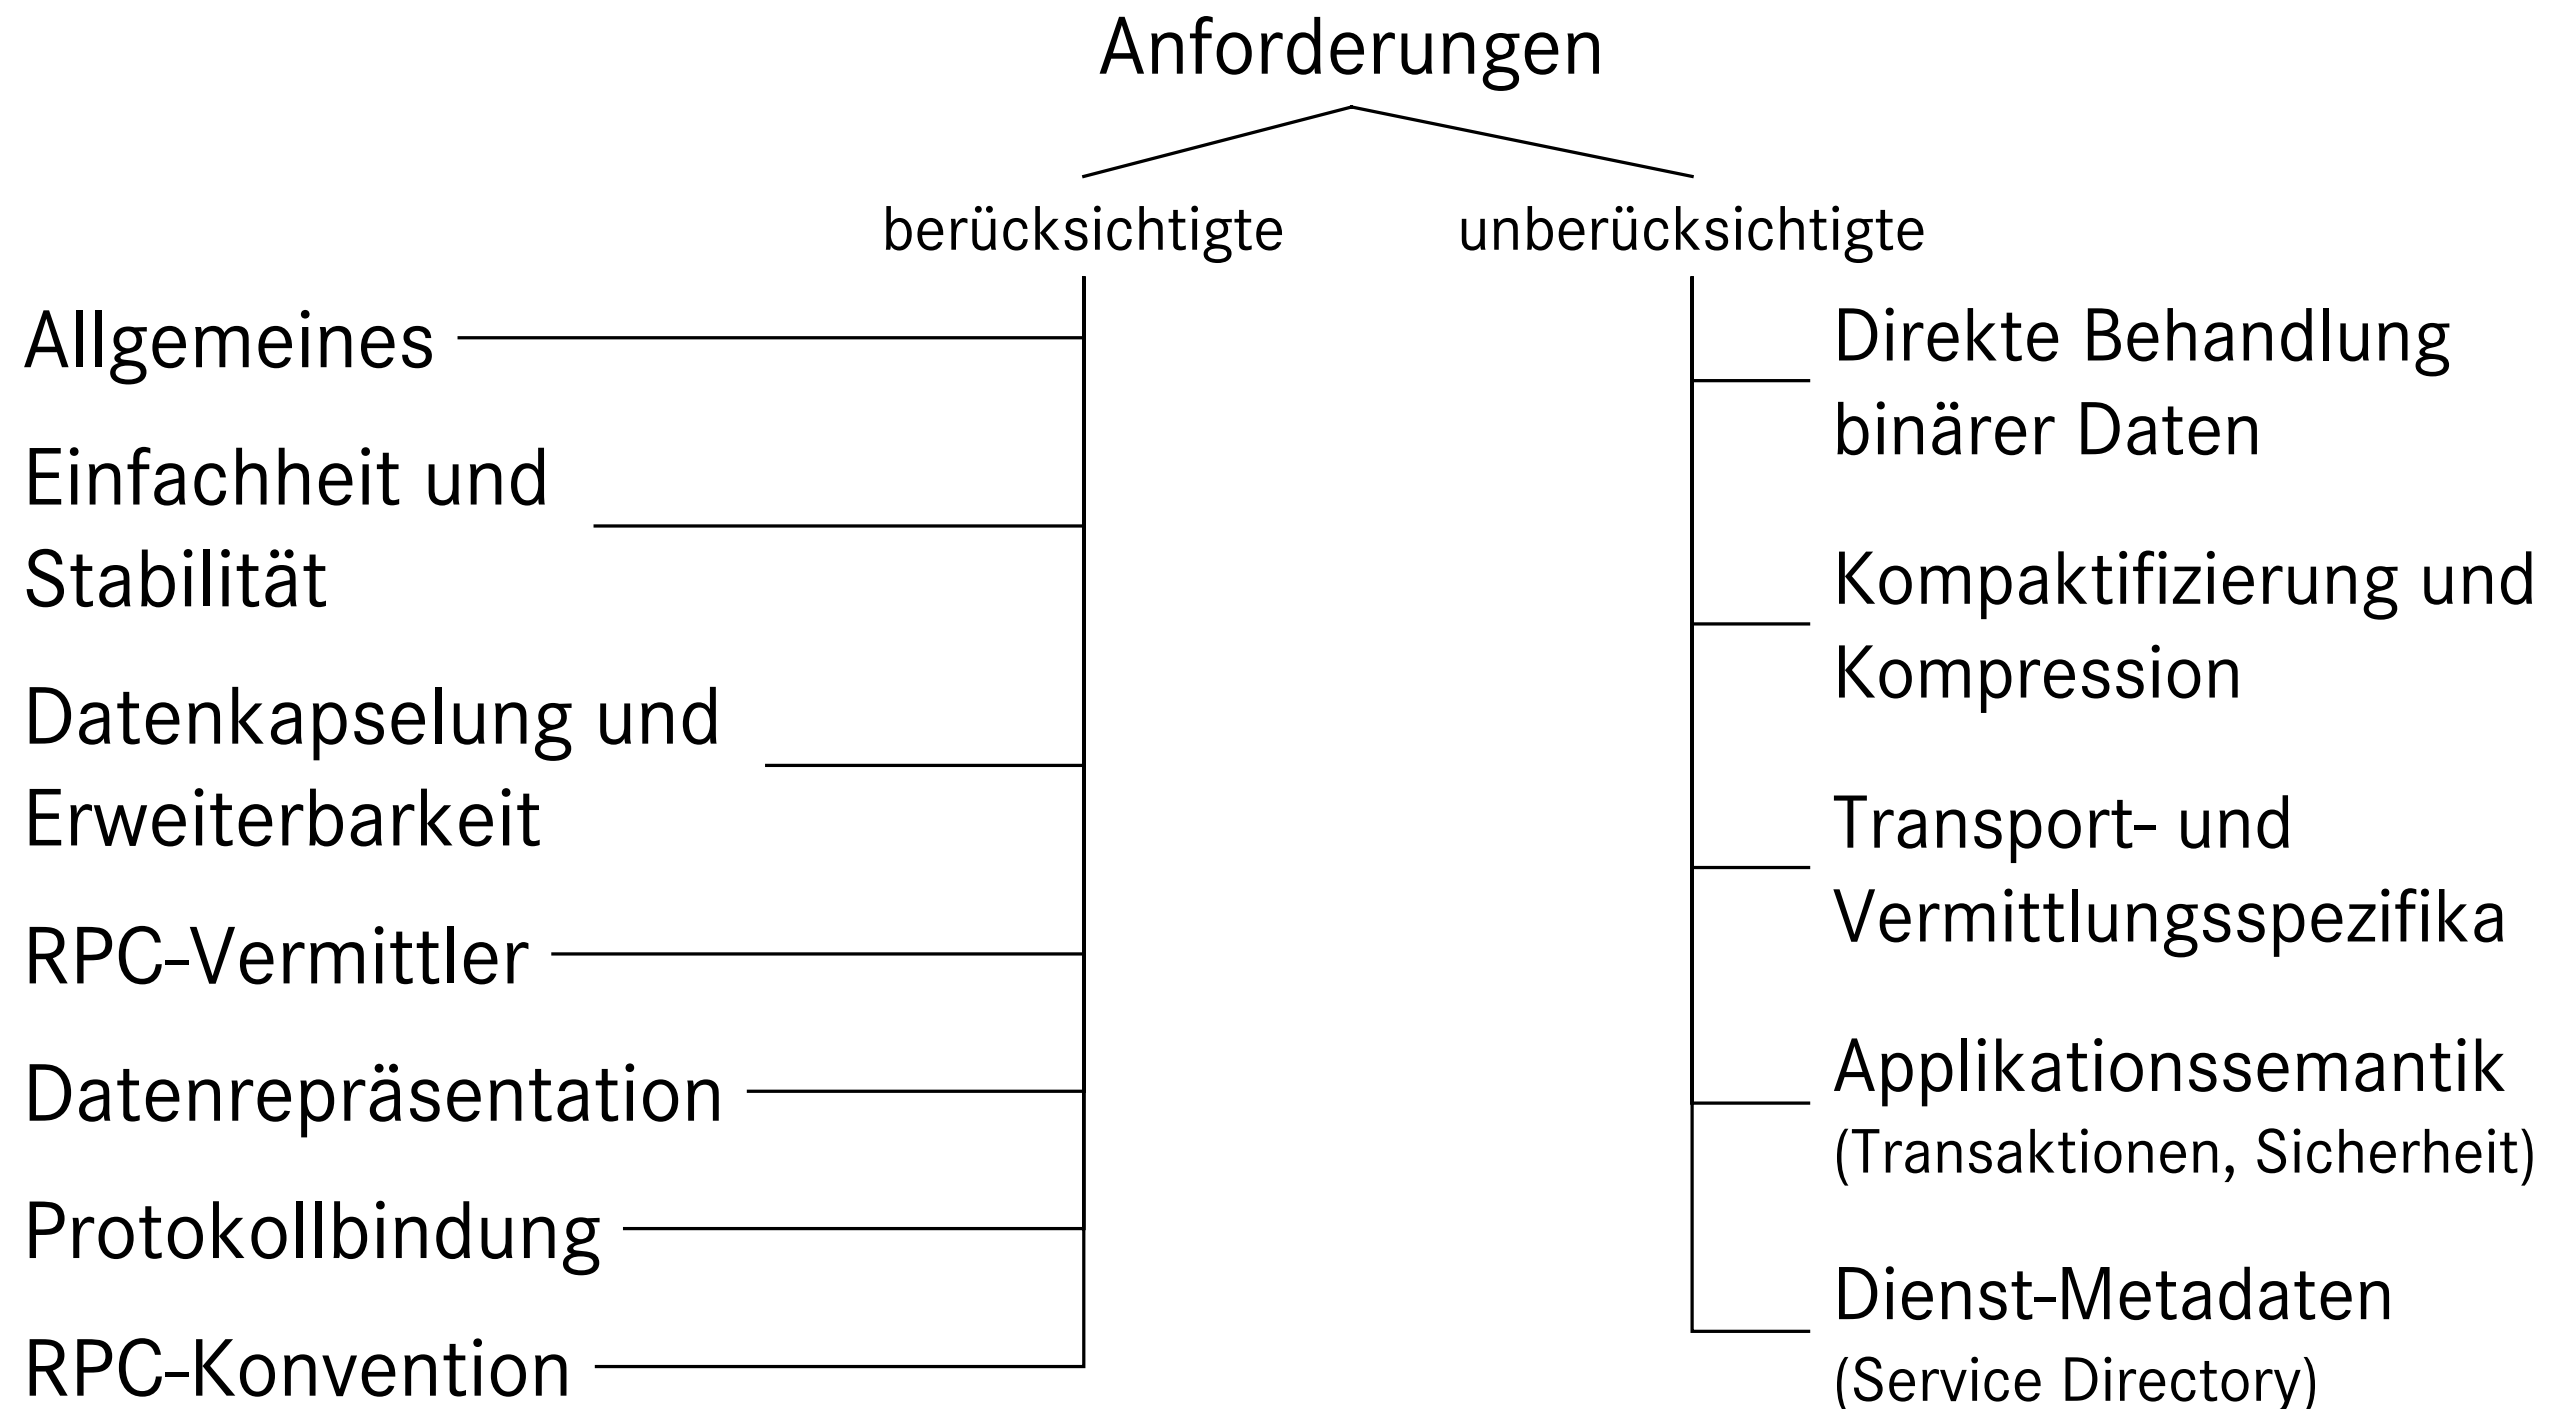 Anforderungen
berücksichtigte
unberücksichtigte
Allgemeines
Einfachheit und
Stabilität
Datenkapselung und
Erweiterbarkeit
RPC-Vermittler
Datenrepräsentation
Protokollbindung
RPC-Konvention
Direkte Behandlung
binärer Daten
Kompaktifizierung und
Kompression
Transport- und
Vermittlungsspezifika
Applikationssemantik
(Transaktionen, Sicherheit)
Dienst-Metadaten
(Service Directory)